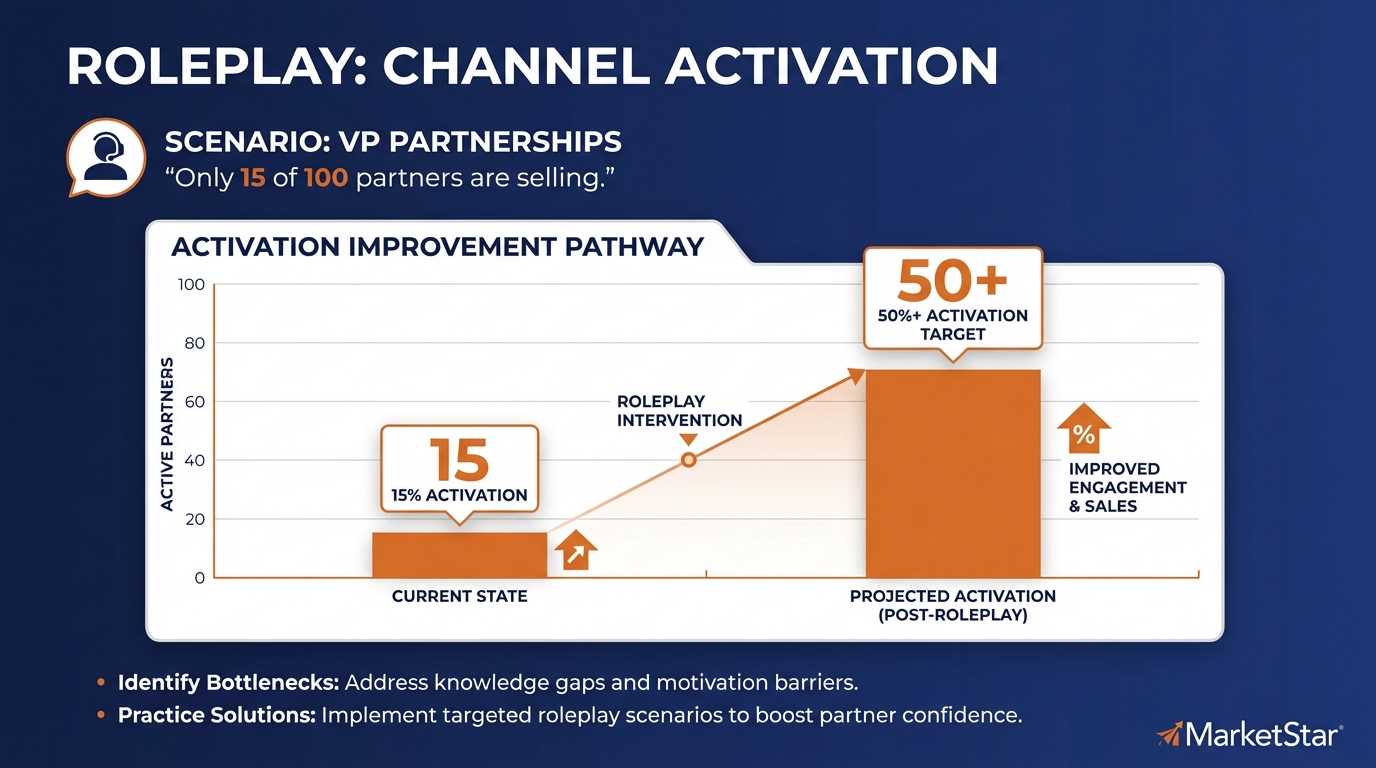 ROLEPLAY: CHANNEL ACTIVATION
SCENARIO: VP PARTNERSHIPS
“Only 15 of 100 partners are selling.”
ACTIVATION IMPROVEMENT PATHWAY
ACTIVE PARTNERS
100
80
60
40
20
0
15
15% ACTIVATION
ROLEPLAY
INTERVENTION
50+
50%+ ACTIVATION
TARGET
%
IMPROVED
ENGAGEMENT
& SALES
CURRENT STATE
PROJECTED ACTIVATION
(POST-ROLEPLAY)
• Identify Bottlenecks: Address knowledge gaps and motivation barriers.
• Practice Solutions: Implement targeted roleplay scenarios to boost partner confidence.
MarketStar